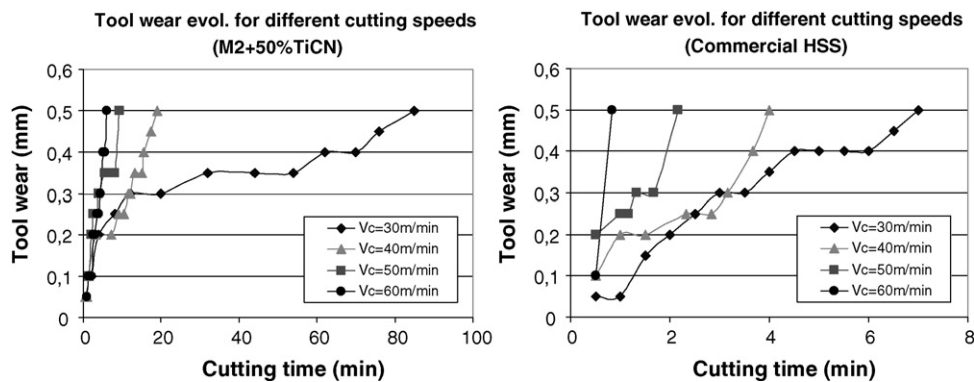 Tool wear evol. for different cutting speeds
(M2+50%TiCN)
Tool wear (mm)
0,6
0,5
0,4
0,3
0,2
0,1
0
0 20 40 60 80 100
Cutting time (min)
Vc=30m/min
Vc=40m/min
Vc=50m/min
Vc=60m/min
Tool wear evol. for different cutting speeds
(Commercial HSS)
Tool wear (mm)
0,6
0,5
0,4
0,3
0,2
0,1
0
0 2 4 6 8
Cutting time (min)
Vc=30m/min
Vc=40m/min
Vc=50m/min
Vc=60m/min